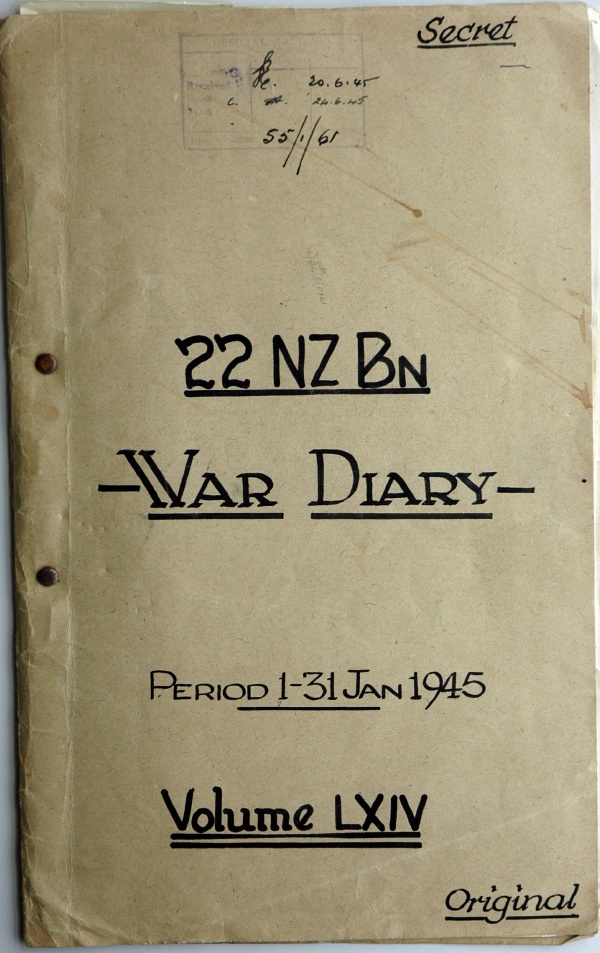 Secret
20.6.45
24.6.45
55/1/61
22 NZ BN
-WAR DIARY-
PERIOD 1-31 JAN 1945
Volume LXIV
Original